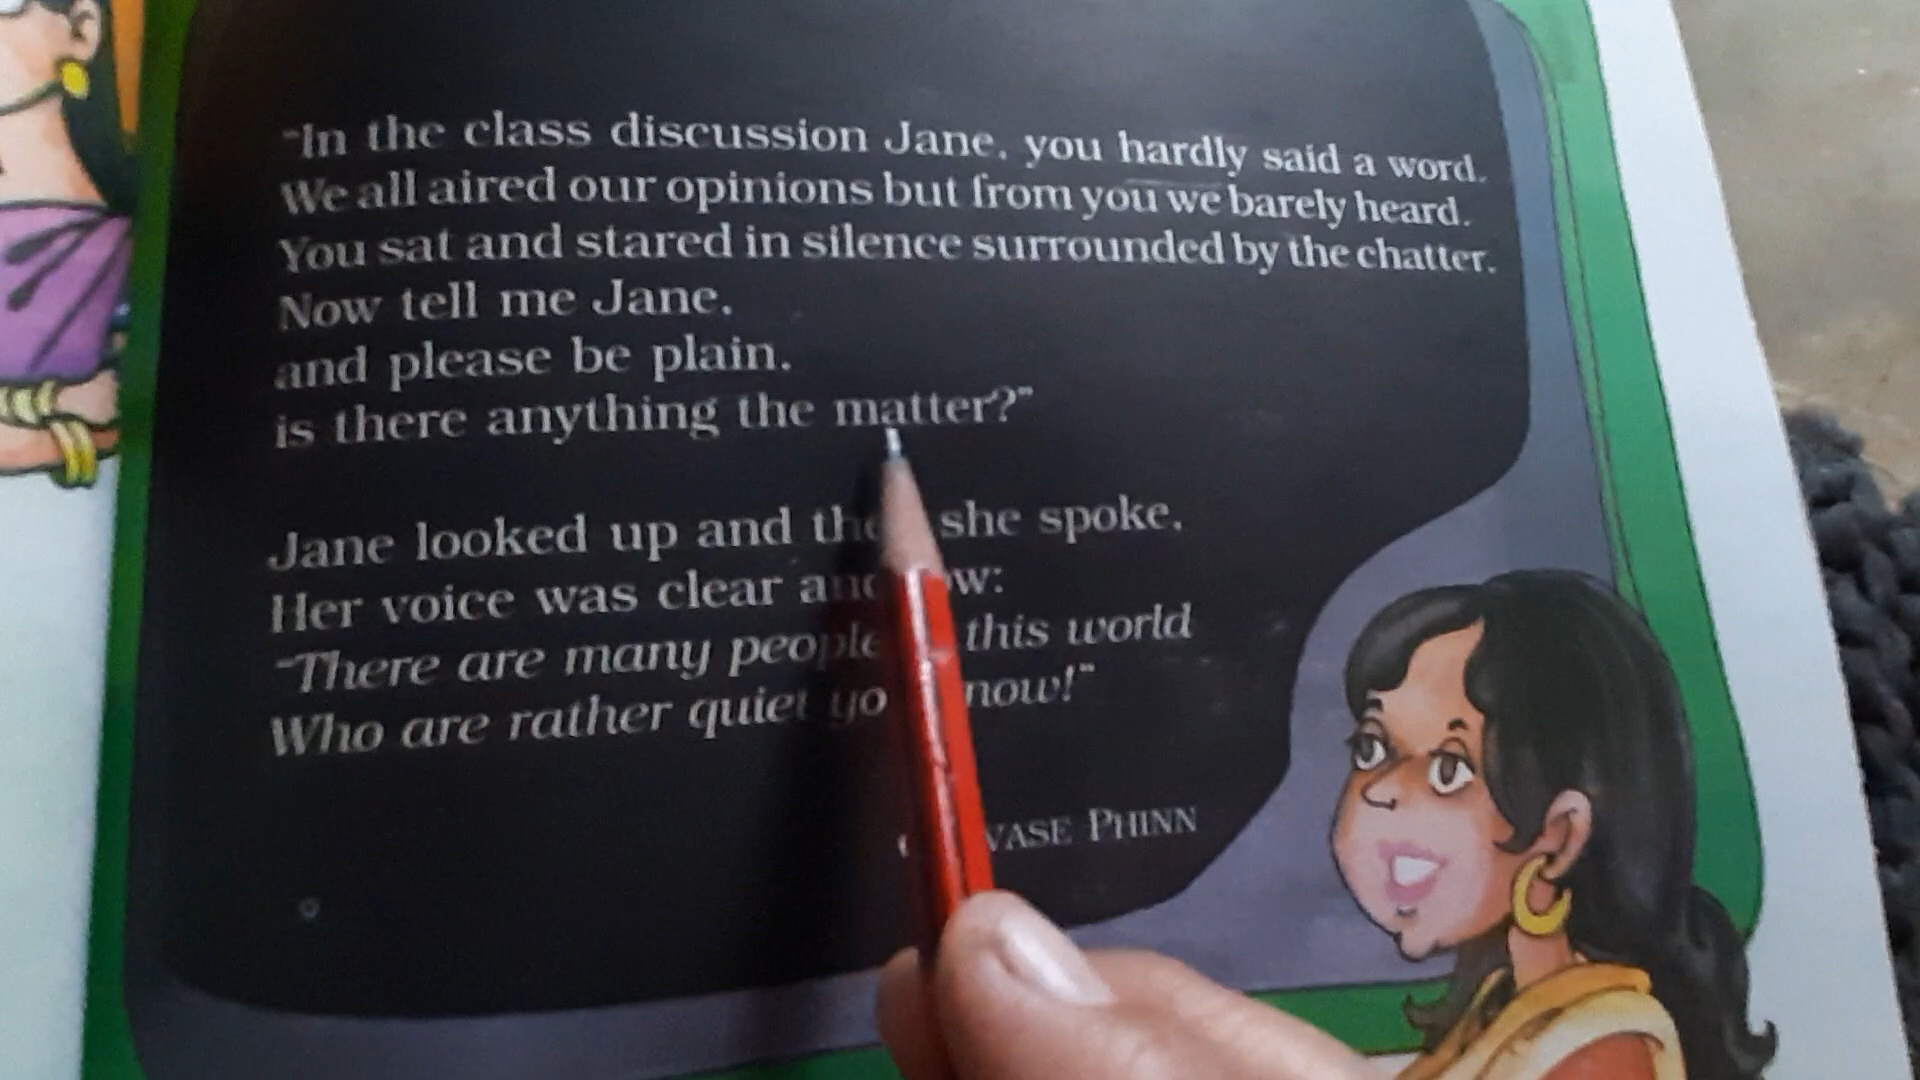 "In the class discussion Jane, you hardly said a word.
We all aired our opinions but from you we barely heard.
You sat and stared in silence surrounded by the chatter.
Now tell me Jane,
and please be plain.
is there anything the matter?"
Jane looked up and she spoke,
Her voice was clear
"There are many people this world
Who are rather quiet now!"
PHINN